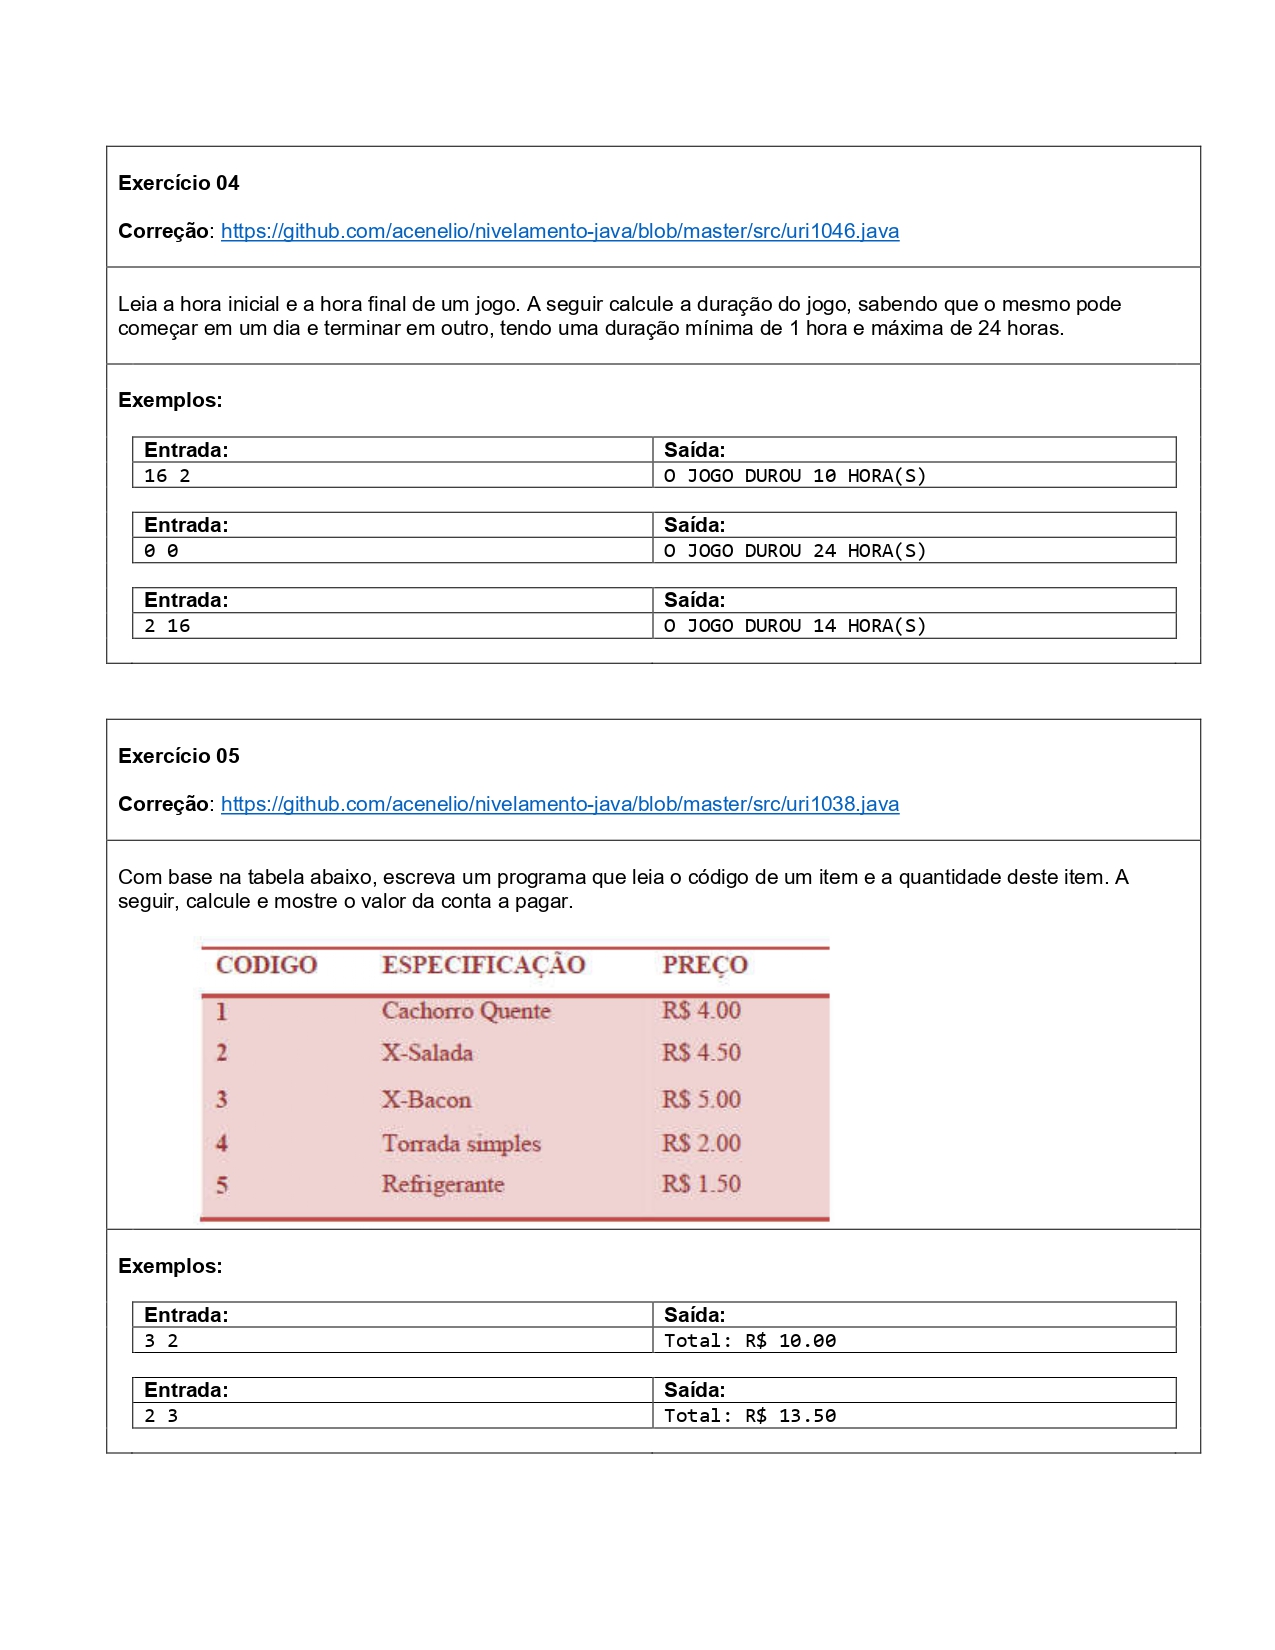 Exercício 04
Correção: https://github.com/acenelio/nivelamento-java/blob/master/src/uri1046.java
Leia a hora inicial e a hora final de um jogo. A seguir calcule a duração do jogo, sabendo que o mesmo pode
começar em um dia e terminar em outro, tendo uma duração mínima de 1 hora e máxima de 24 horas.
Exemplos:
Entrada: Saída:
16 2 O JOGO DUROU 10 HORA(S)
Entrada: Saída:
0 0 O JOGO DUROU 24 HORA(S)
Entrada: Saída:
2 16 O JOGO DUROU 14 HORA(S)
Exercício 05
Correção: https://github.com/acenelio/nivelamento-java/blob/master/src/uri1038.java
Com base na tabela abaixo, escreva um programa que leia o código de um item e a quantidade deste item. A
seguir, calcule e mostre o valor da conta a pagar.
CODIGO ESPECIFICAÇÃO PREÇO
1 Cachorro Quente R$ 4.00
2 X-Salada R$ 4.50
3 X-Bacon R$ 5.00
4 Torrada simples R$ 2.00
5 Refrigerante R$ 1.50
Exemplos:
Entrada: Saída:
3 2 Total: R$ 10.00
Entrada: Saída:
2 3 Total: R$ 13.50